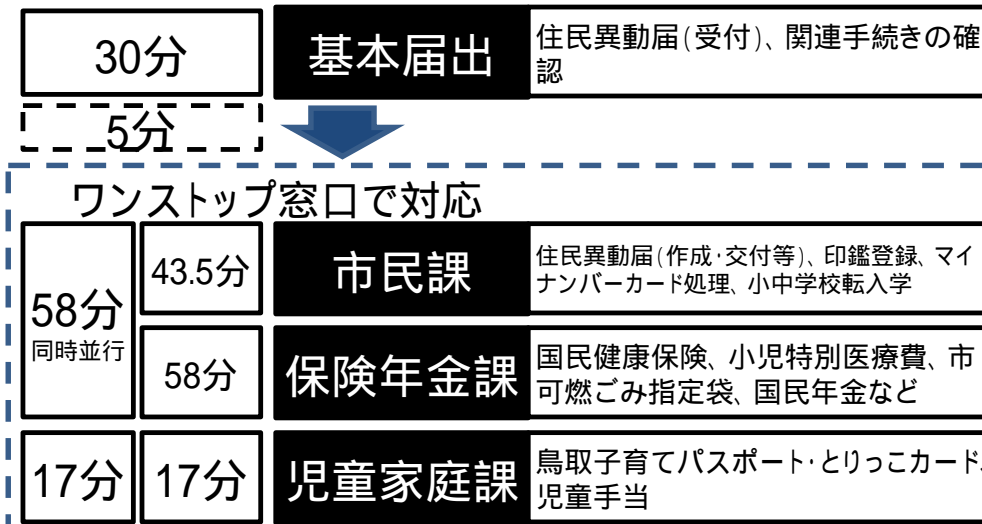 30分
基本届出
住民異動届(受付)、関連手続きの確
認
5分
ワンストップ窓口で対応
58分
同時並行
43.5分
市民課
住民異動届(作成・交付等)、印鑑登録、マイ
ナンバーカード処理、小中学校転入学
58分
保険年金課
国民健康保険、小児特別医療費、市
可燃ごみ指定袋、国民年金など
17分
17分
児童家庭課
鳥取子育てパスポート・とりっこカード、
児童手当